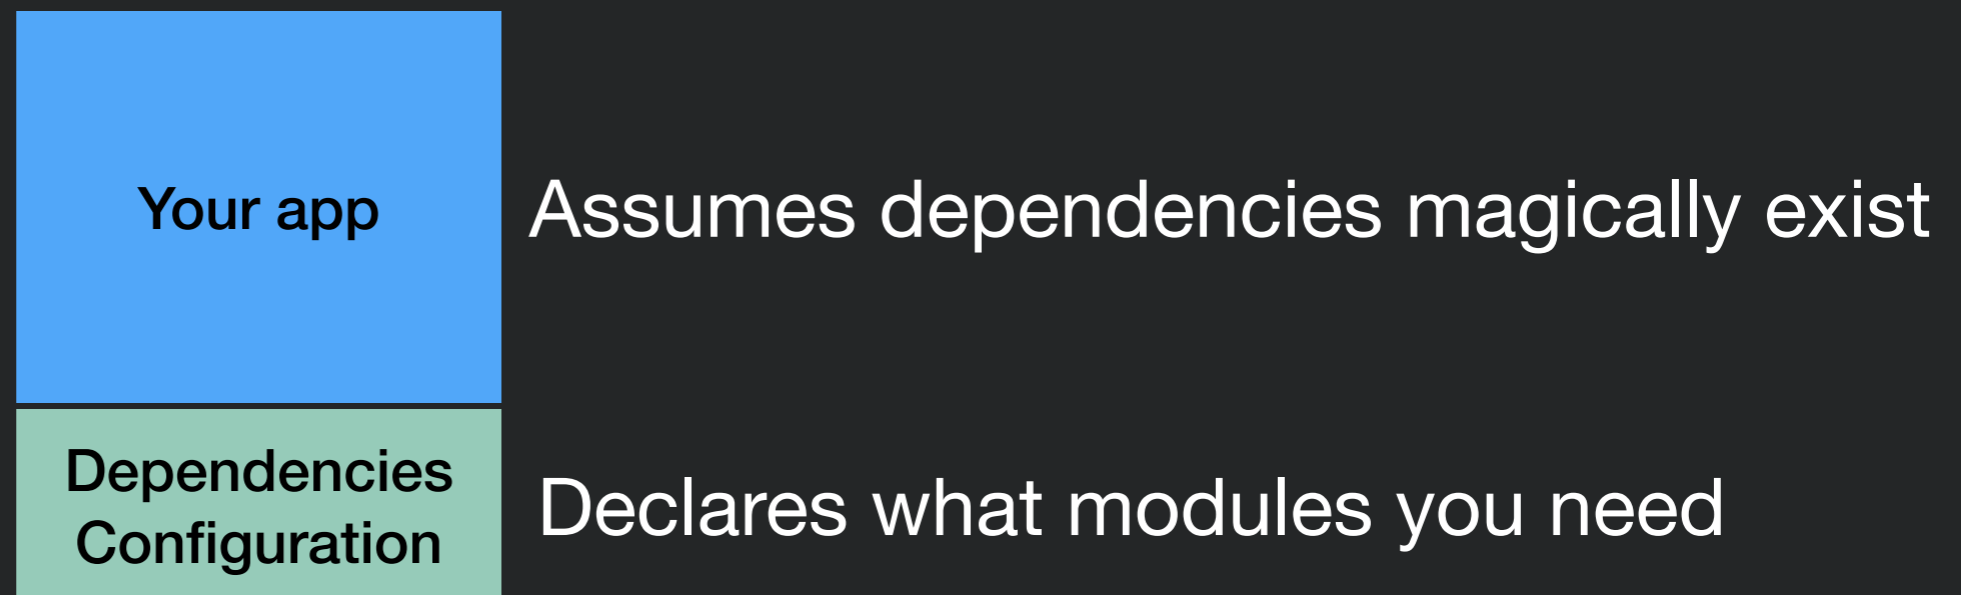 Your app
Assumes dependencies magically exist
Dependencies
Configuration
Declares what modules you need